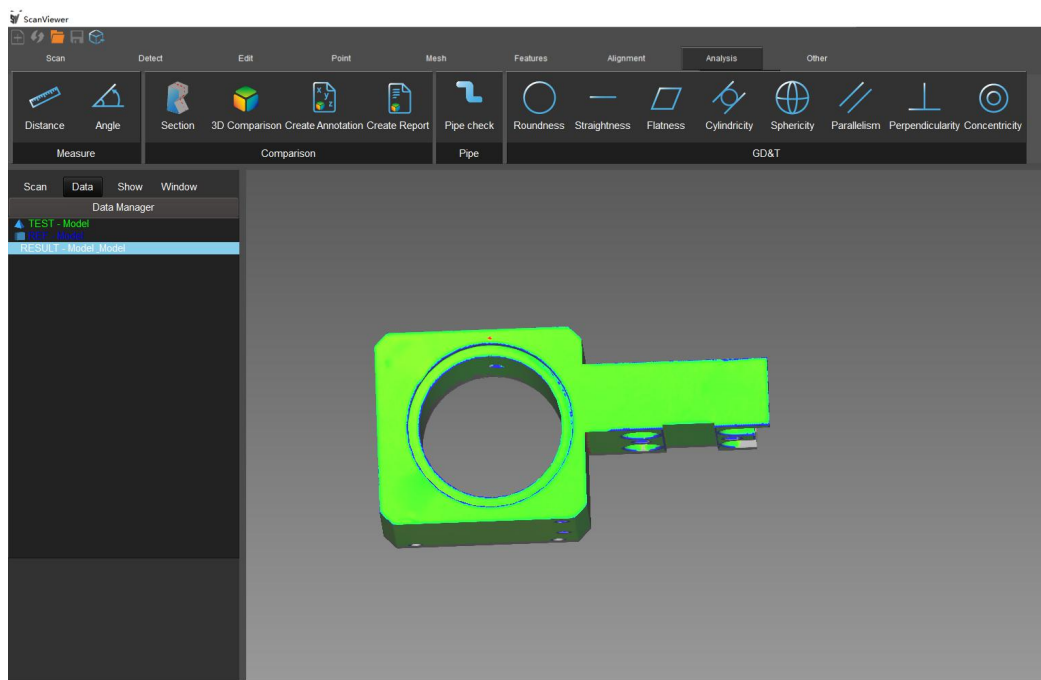 ScanViewer
Scan Detect Edit Point Mesh Features Alignment Analysis Other
Distance Angle Section 3D Comparison Create Annotation Create Report Pipe check Roundness Straightness Flatness Cylindricity Sphericity Parallelism Perpendicularity Concentricity
Measure Comparison Pipe GD&T
Scan Data Show Window
Data Manager
TEST - Model
Model
RESULT - Model_Model